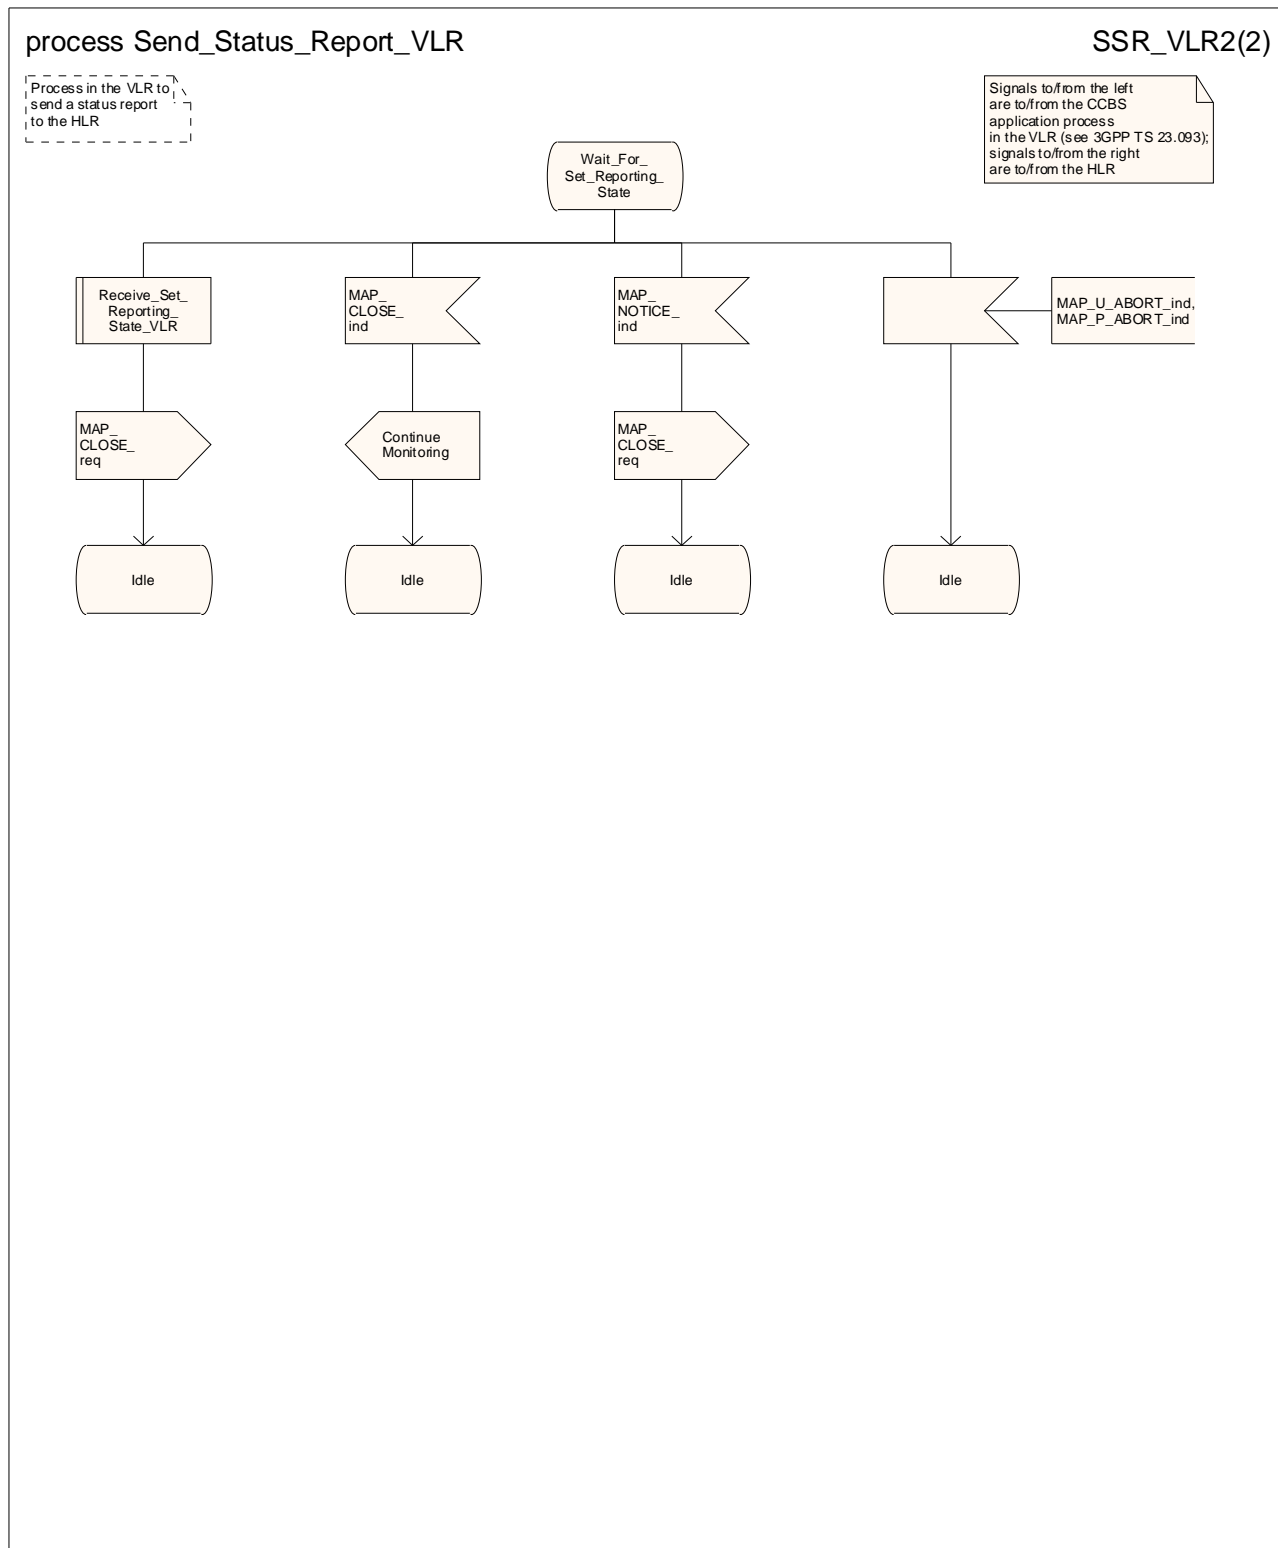 process Send_Status_Report_VLR
SSR_VLR2(2)
Process in the VLR to
send a status report
to the HLR
Signals to/from the left
are to/from the CCBS
application process
in the VLR (see 3GPP TS 23.093);
signals to/from the right
are to/from the HLR
Wait_For_
Set_Reporting_
State
Receive_Set_
Reporting_
State_VLR
MAP_
CLOSE_
ind
MAP_
NOTICE_
ind
MAP_U_ABORT_ind,
MAP_P_ABORT_ind
MAP_
CLOSE_
req
Continue
Monitoring
MAP_
CLOSE_
req
Idle
Idle
Idle
Idle